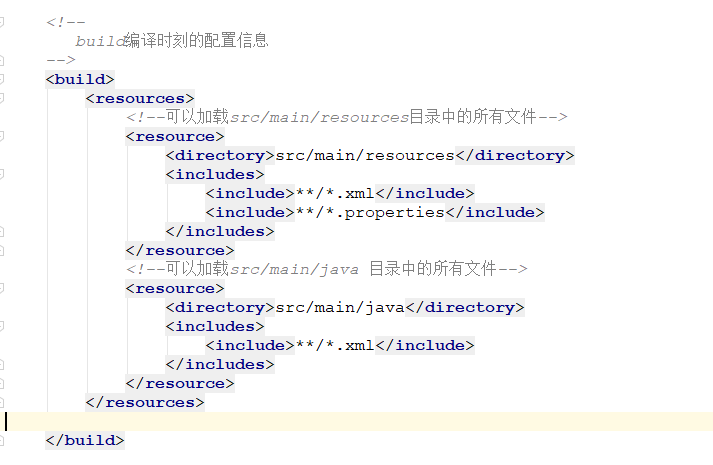 <!--
build编译时刻的配置信息
-->
<build>
<resources>
<!--可以加载src/main/resources目录中的所有文件-->
<resource>
<directory>src/main/resources</directory>
<includes>
<include>**/*.xml</include>
<include>**/*.properties</include>
</includes>
</resource>
<!--可以加载src/main/java 目录中的所有文件-->
<resource>
<directory>src/main/java</directory>
<includes>
<include>**/*.xml</include>
</includes>
</resource>
</resources>
</build>